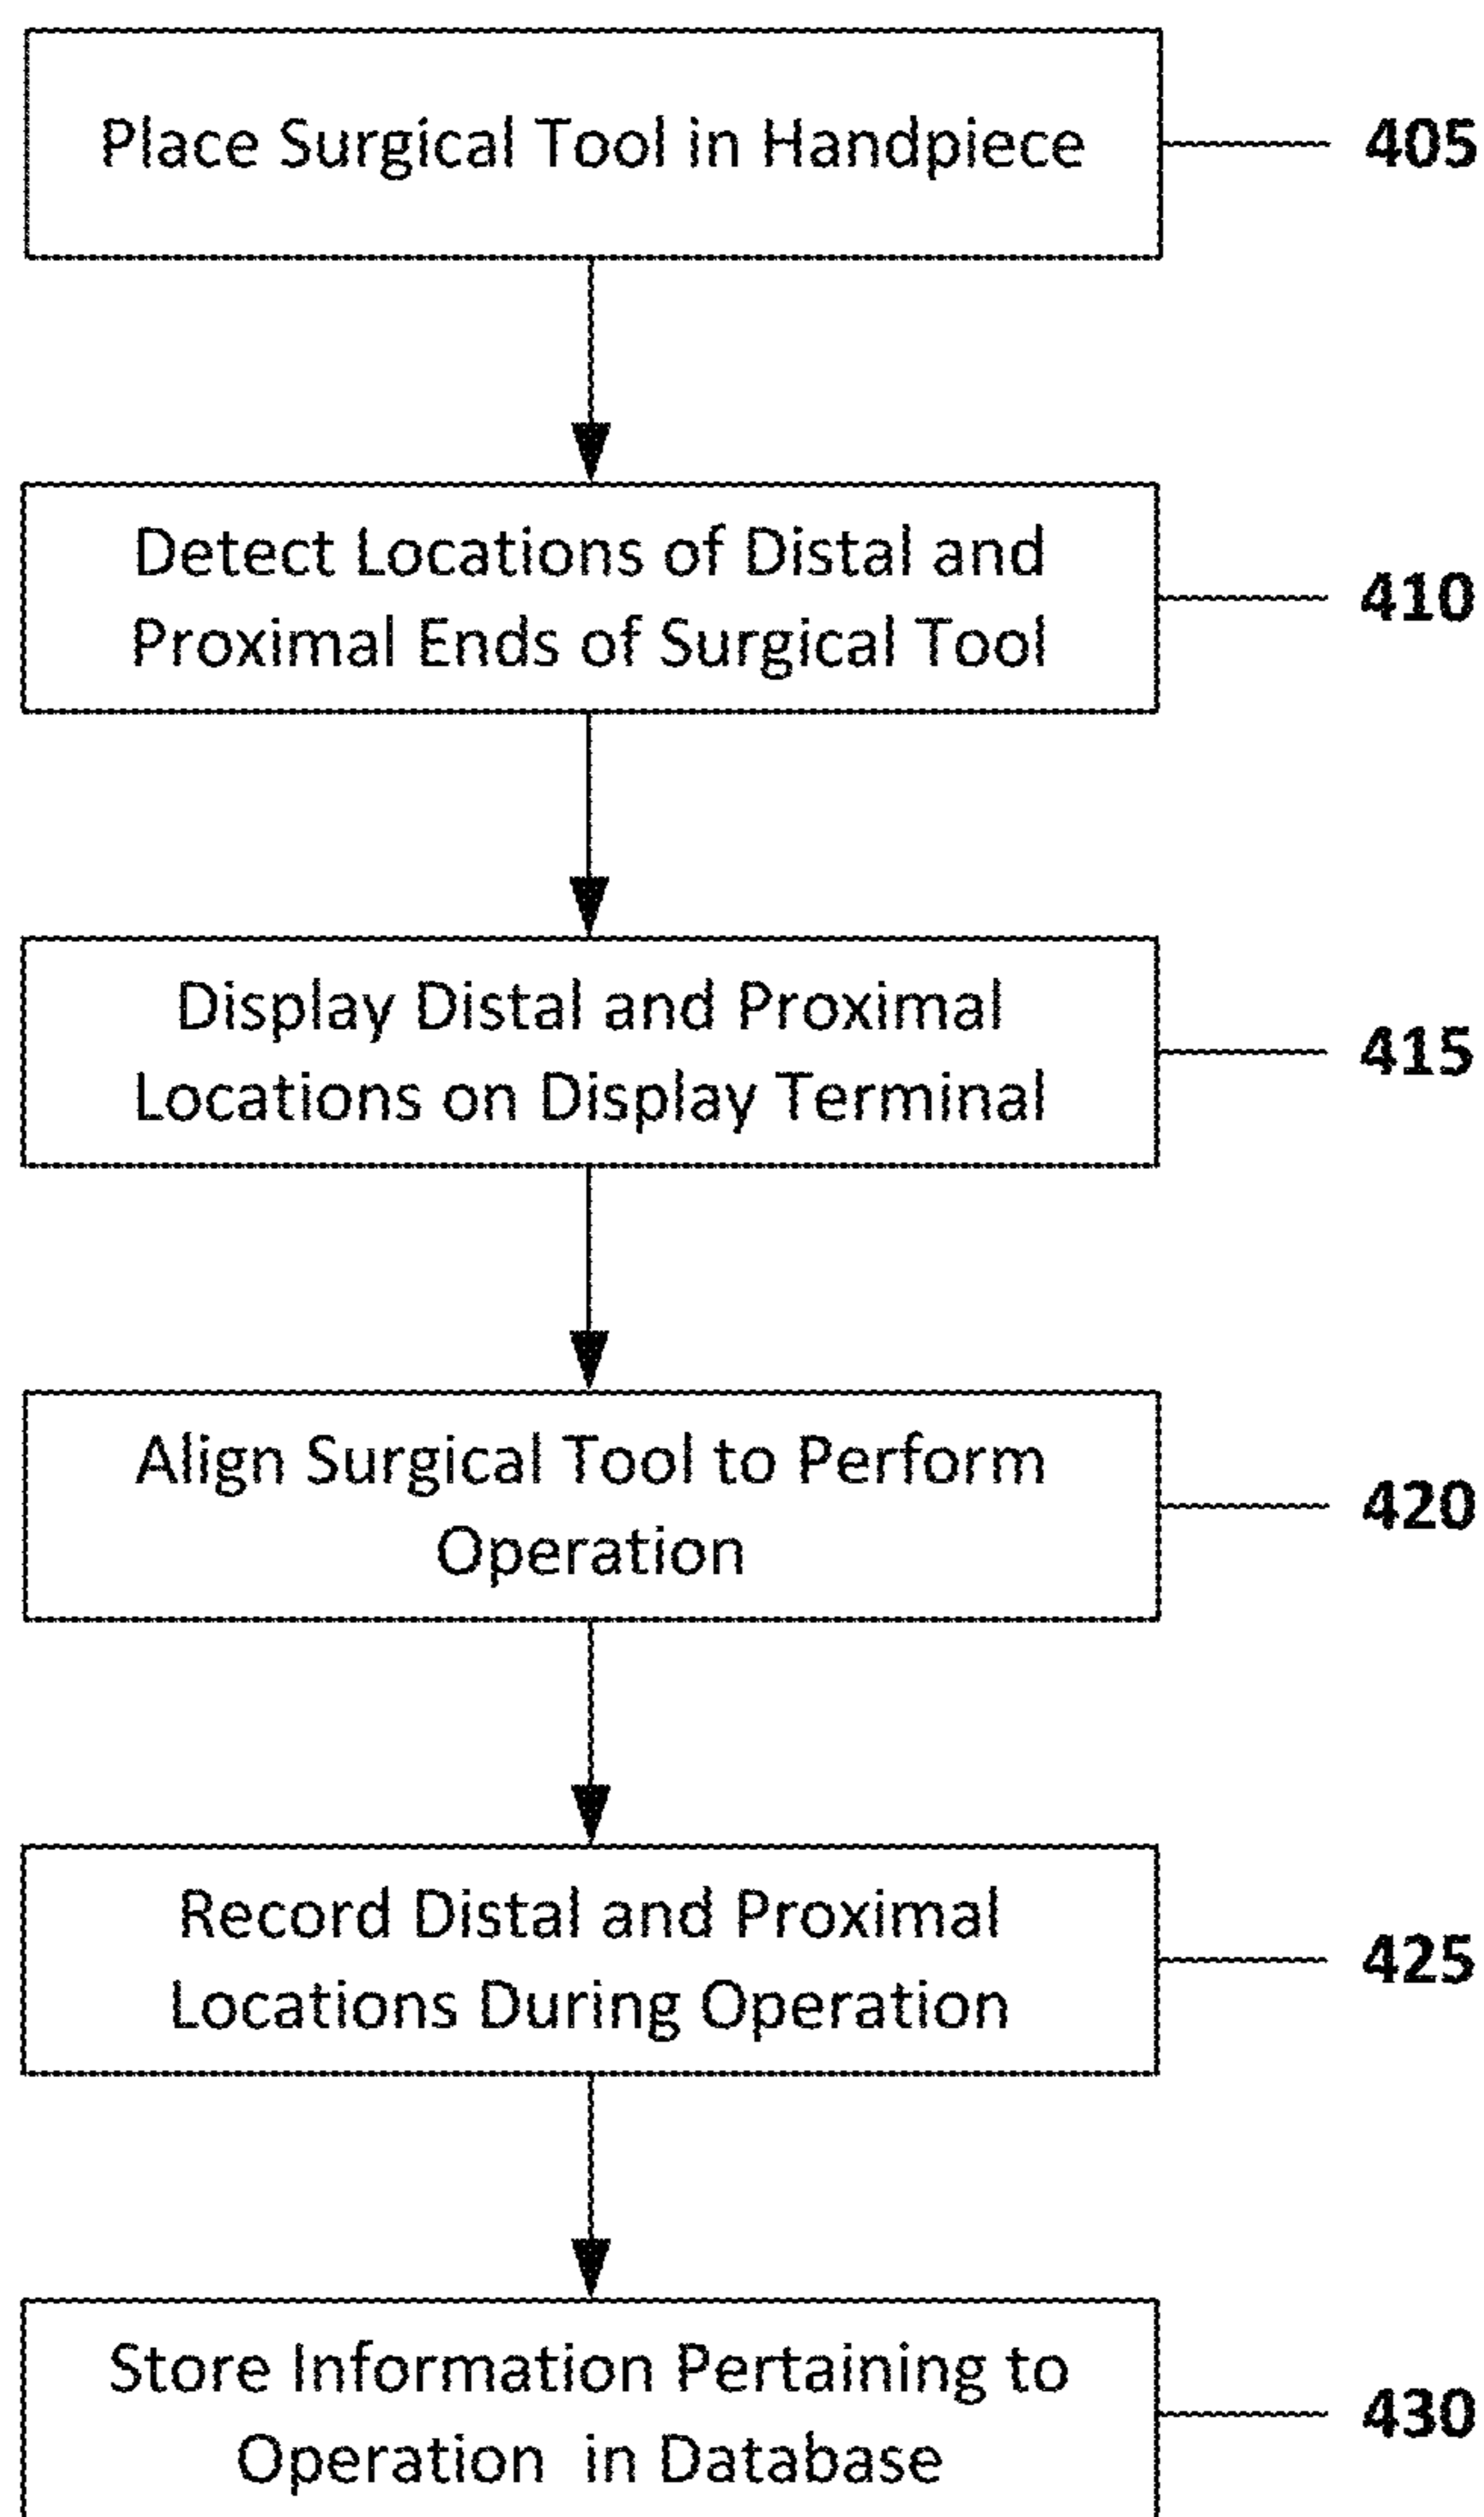 Place Surgical Tool in Handpiece
405
Detect Locations of Distal and
Proximal Ends of Surgical Tool
410
Display Distal and Proximal
Locations on Display Terminal
415
Align Surgical Tool to Perform
Operation
420
Record Distal and Proximal
Locations During Operation
425
Store Information Pertaining to
Operation in Database
430